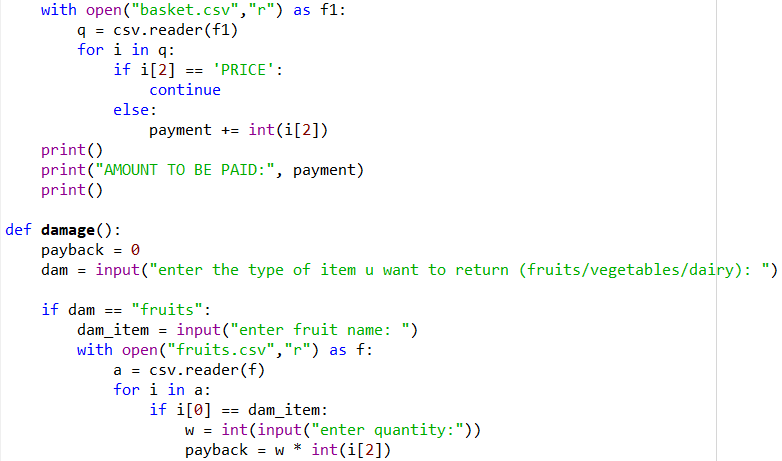 with open("basket.csv","r") as f1:
        q = csv.reader(f1)
        for i in q:
            if i[2] == 'PRICE':
                continue
            else:
                payment += int(i[2])
    print()
    print("AMOUNT TO BE PAID:", payment)
    print()

def damage():
    payback = 0
    dam = input("enter the type of item u want to return (fruits/vegetables/dairy): ")

    if dam == "fruits":
        dam_item = input("enter fruit name: ")
        with open("fruits.csv","r") as f:
            a = csv.reader(f)
            for i in a:
                if i[0] == dam_item:
                    w = int(input("enter quantity:"))
                    payback = w * int(i[2])